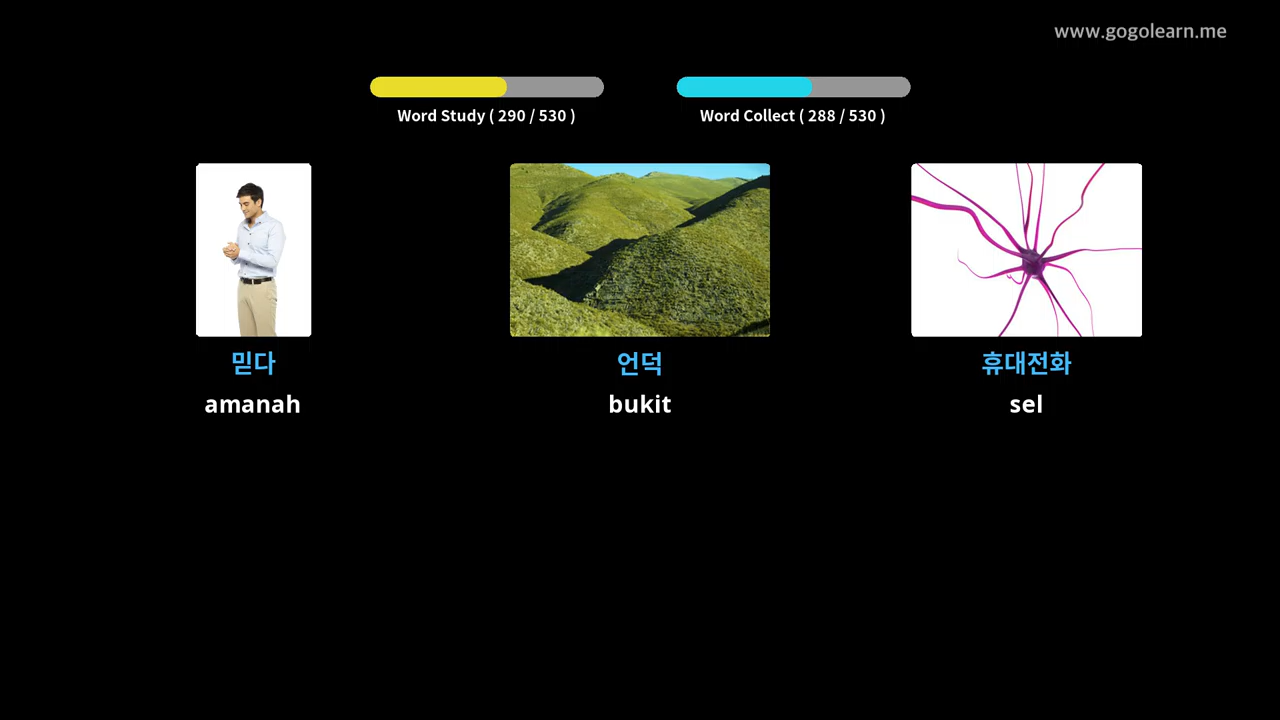 www.gogolearn.me
Word Study ( 290 / 530 )
Word Collect ( 288 / 530 )
믿다
언덕
휴대전화
amanah
bukit
sel